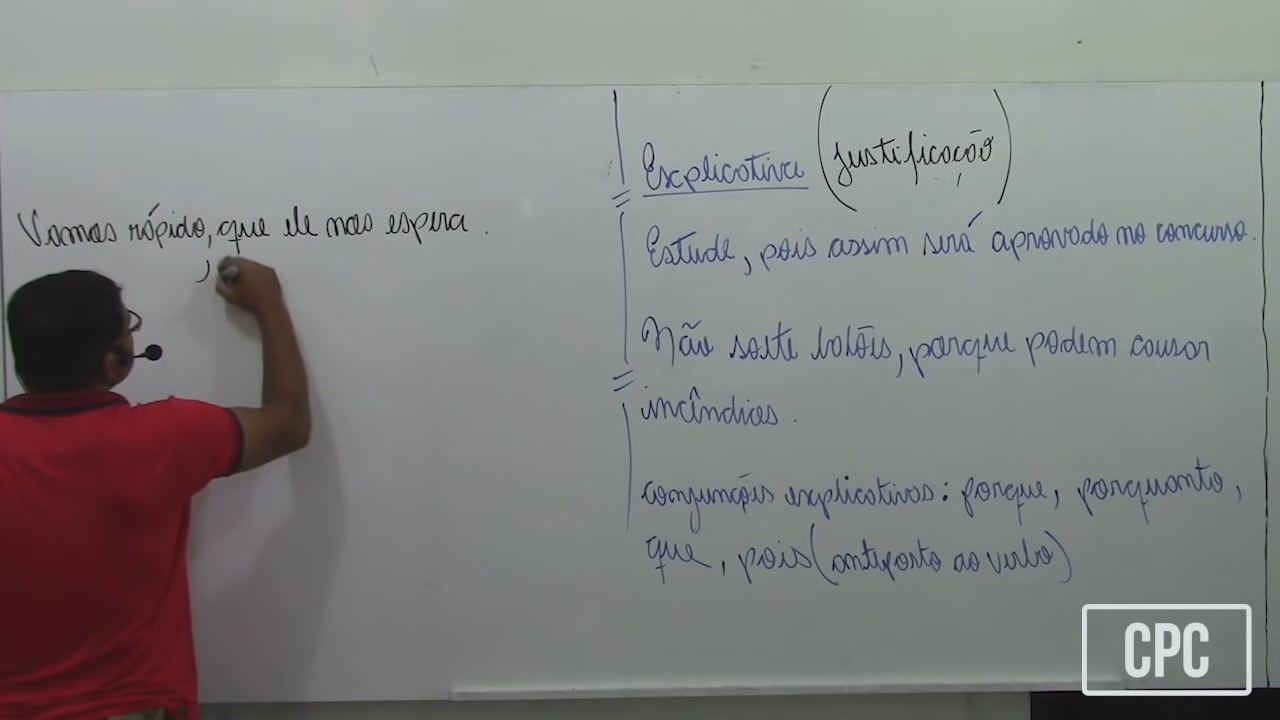 Vamos rápido, que ele nos espera.
,
Explicativa (justificação)
Estude, pois assim será aprovado no concurso.
Não solte balões, porque podem causar
incêndios.
conjunções explicativas: porque, porquanto,
que, pois (anteposto ao verbo)
CPC